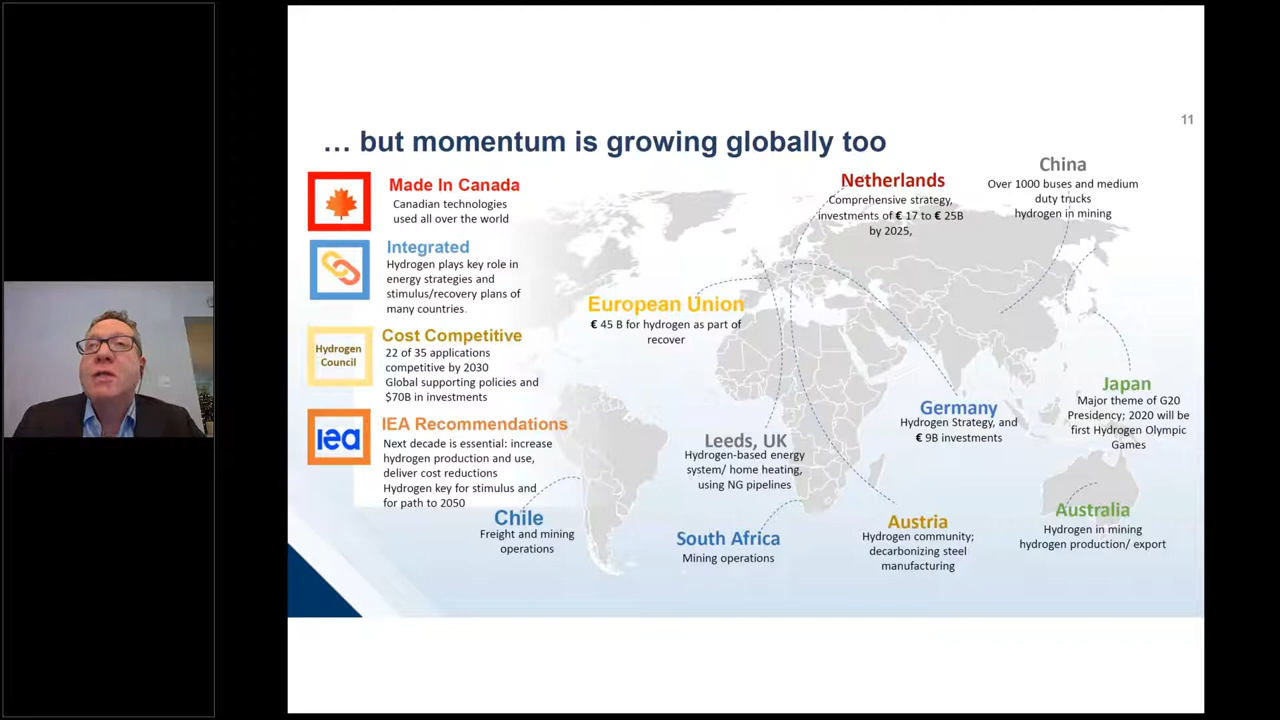 11
… but momentum is growing globally too
Made In Canada
Canadian technologies
used all over the world
Integrated
Hydrogen plays key role in
energy strategies and
stimulus/recovery plans of
many countries.
Hydrogen
Council
Cost Competitive
22 of 35 applications
competitive by 2030
Global supporting policies and
$70B in investments
iea
IEA Recommendations
Next decade is essential: increase
hydrogen production and use,
deliver cost reductions
Hydrogen key for stimulus and
for path to 2050
Netherlands
Comprehensive strategy,
investments of € 17 to € 25B
by 2025,
China
Over 1000 buses and medium
duty trucks
hydrogen in mining
European Union
€ 45 B for hydrogen as part of
recover
Japan
Major theme of G20
Presidency; 2020 will be
first Hydrogen Olympic
Games
Germany
Hydrogen Strategy, and
€ 9B investments
Leeds, UK
Hydrogen-based energy
system/ home heating,
using NG pipelines
Chile
Freight and mining
operations
South Africa
Mining operations
Austria
Hydrogen community;
decarbonizing steel
manufacturing
Australia
Hydrogen in mining
hydrogen production/ export